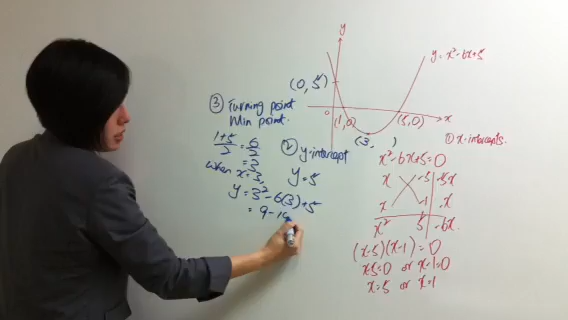 y
y = x² - 6x + 5
(0, 5)
0
(1, 0)
(5, 0)
x
(3,      )
③ Turning point
Min point.
1+5/2 = 6/2
= 3
when x = 3,
y = 3² - 6(3) + 5
= 9 - 18
② y-intercept
y = 5
① x-intercepts.
x² - 6x + 5 = 0
x -5 -5x
x -1 -x
x² 5 -6x
(x-5)(x-1) = 0
x-5=0 or x-1=0
x=5 or x=1